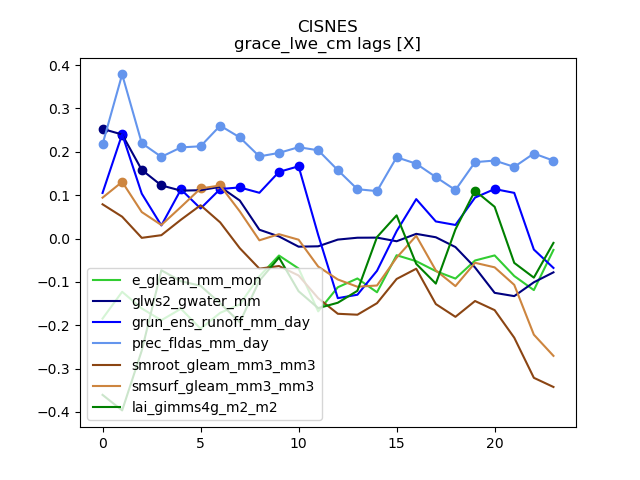 CISNES
grace_lwe_cm lags [X]
0.4
0.3
0.2
0.1
0.0
−0.1
−0.2
−0.3
−0.4
e_gleam_mm_mon
glws2_gwater_mm
grun_ens_runoff_mm_day
prec_fldas_mm_day
smroot_gleam_mm3_mm3
smsurf_gleam_mm3_mm3
lai_gimms4g_m2_m2
0 5 10 15 20